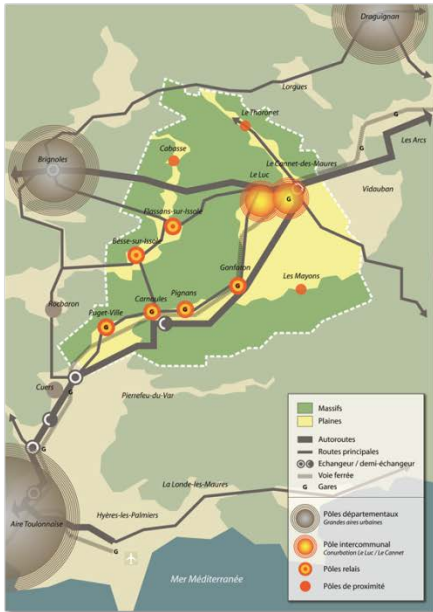 Draguignan
Lorgues
Le Thoronet
G
Les Arcs
Cabasse
Le Cannet-des-Maures
G
Brignoles
Le Luc
G
Vidauban
Flassans-sur-Issole
Besse-sur-Issole
Gonfaron
G
Les Mayons
Pignans
G
Rocbaron
Carnoules
G
Puget-Ville
G
Cuers
Pierrefeu-du-Var
G
Massifs
Plaines
Autoroutes
Routes principales
Echangeur / demi-échangeur
Voie ferrée
G Gares
Pôles départementaux
Grandes aires urbaines
Pôle intercommunal
Conurbation Le Luc / Le Cannet
Pôles relais
Pôles de proximité
G
La Londe-les-Maures
Aire Toulonnaise
Hyères-les-Palmiers
G
Mer Méditerranée